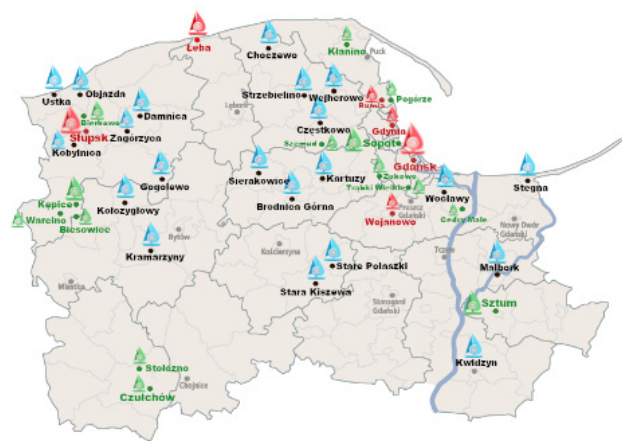 Łeba
Choczewo
Kłanino
Puck
Ustka
Objazda
Strzebielino
Wejherowo
Rumia
Pogórze
Bierkowo
Damnica
Lębork
Częstkowo
Gdynia
Słupsk
Zagórzyca
Kobylnica
Szemud
Sopot
Gdańsk
Gogolewo
Sierakowice
Kartuzy
Żukowo
Trąbki Wielkie
Stegna
Kępice
Kołczygłowy
Brodnica Górna
Pruszcz
Gdański
Wocławy
Warcino
Biesowice
Wojanowo
Cedry Małe
Nowy Dwór
Gdański
Bytów
Kramarzyny
Kościerzyna
Stare Polaszki
Tczew
Malbork
Miastko
Stara Kiszewa
Starogard
Gdański
Sztum
Kwidzyn
Stołczno
Chojnice
Człuchów